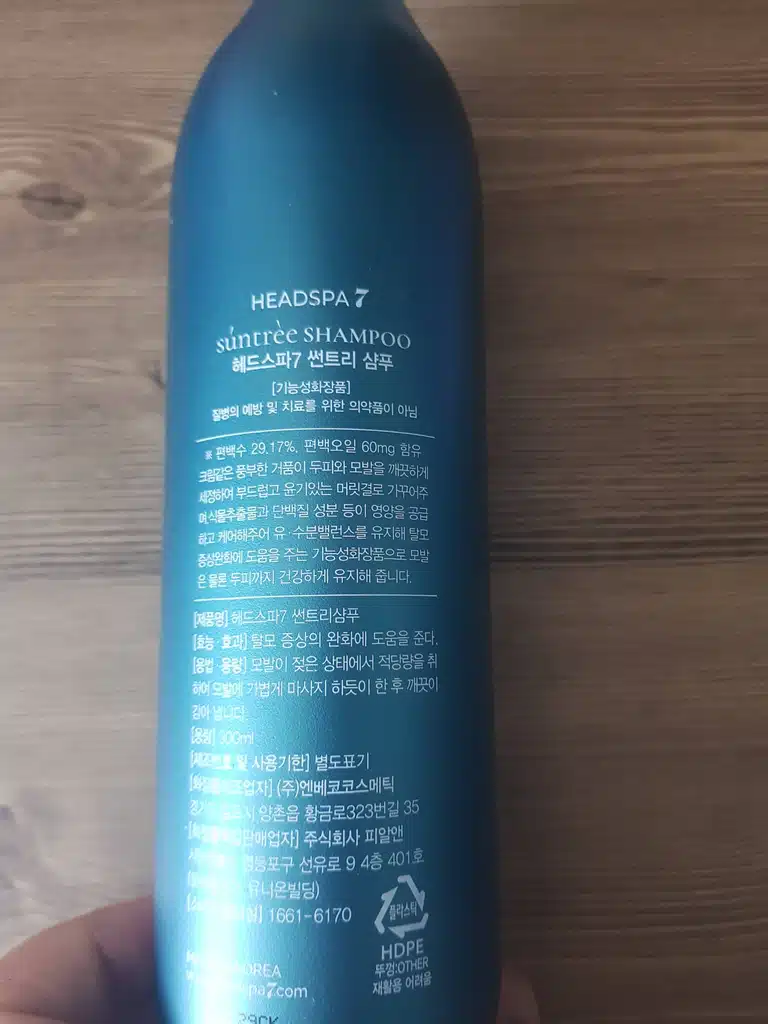 HEADSPA 7
súntrèe SHAMPOO
헤드스파7 썬트리 샴푸
[기능성화장품]
질병의 예방 및 치료를 위한 의약품이 아님
※ 편백수 29.17%, 편백오일 60mg 함유
크림같은 풍부한 거품이 두피와 모발을 깨끗하게
세정하여 부드럽고 윤기있는 머릿결로 가꾸어주
며,식물추출물과 단백질 성분 등이 영양을 공급
하고 케어해주어 유·수분밸런스를 유지해 탈모
증상완화에 도움을 주는 기능성화장품으로 모발
은 물론 두피까지 건강하게 유지해 줍니다.
[제품명] 헤드스파7 썬트리샴푸
[효능·효과] 탈모 증상의 완화에 도움을 준다.
[용법·용량] 모발이 젖은 상태에서 적당량을 취
하여 모발에 가볍게 마사지 하듯이 한 후 깨끗이
감아 냅니다.
[용량] 300ml
[제조번호 및 사용기한] 별도표기
(주)엔베코코스메틱
양촌읍 황금로323번길 35
주식회사 피알앤
선유로 9 4층 401호
유니온빌딩)
1661-6170
플라스틱
HDPE
뚜껑:OTHER
재활용 어려움
KOREA